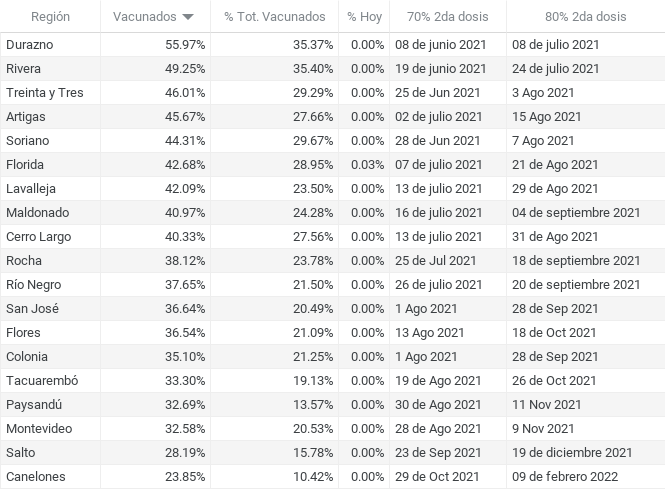 Región Vacunados % Tot. Vacunados % Hoy 70% 2da dosis 80% 2da dosis
Durazno 55.97% 35.37% 0.00% 08 de junio 2021 08 de julio 2021
Rivera 49.25% 35.40% 0.00% 19 de junio 2021 24 de julio 2021
Treinta y Tres 46.01% 29.29% 0.00% 25 de Jun 2021 3 Ago 2021
Artigas 45.67% 27.66% 0.00% 02 de julio 2021 15 Ago 2021
Soriano 44.31% 29.67% 0.00% 28 de Jun 2021 7 Ago 2021
Florida 42.68% 28.95% 0.03% 07 de julio 2021 21 de Ago 2021
Lavalleja 42.09% 23.50% 0.00% 13 de julio 2021 29 de Ago 2021
Maldonado 40.97% 24.28% 0.00% 16 de julio 2021 04 de septiembre 2021
Cerro Largo 40.33% 27.56% 0.00% 13 de julio 2021 31 de Ago 2021
Rocha 38.12% 23.78% 0.00% 25 de Jul 2021 18 de septiembre 2021
Río Negro 37.65% 21.50% 0.00% 26 de julio 2021 20 de septiembre 2021
San José 36.64% 20.49% 0.00% 1 Ago 2021 28 de Sep 2021
Flores 36.54% 21.09% 0.00% 13 Ago 2021 18 de Oct 2021
Colonia 35.10% 21.25% 0.00% 1 Ago 2021 28 de Sep 2021
Tacuarembó 33.30% 19.13% 0.00% 19 de Ago 2021 26 de Oct 2021
Paysandú 32.69% 13.57% 0.00% 30 de Ago 2021 11 Nov 2021
Montevideo 32.58% 20.53% 0.00% 28 de Ago 2021 9 Nov 2021
Salto 28.19% 15.78% 0.00% 23 de Sep 2021 19 de diciembre 2021
Canelones 23.85% 10.42% 0.00% 29 de Oct 2021 09 de febrero 2022